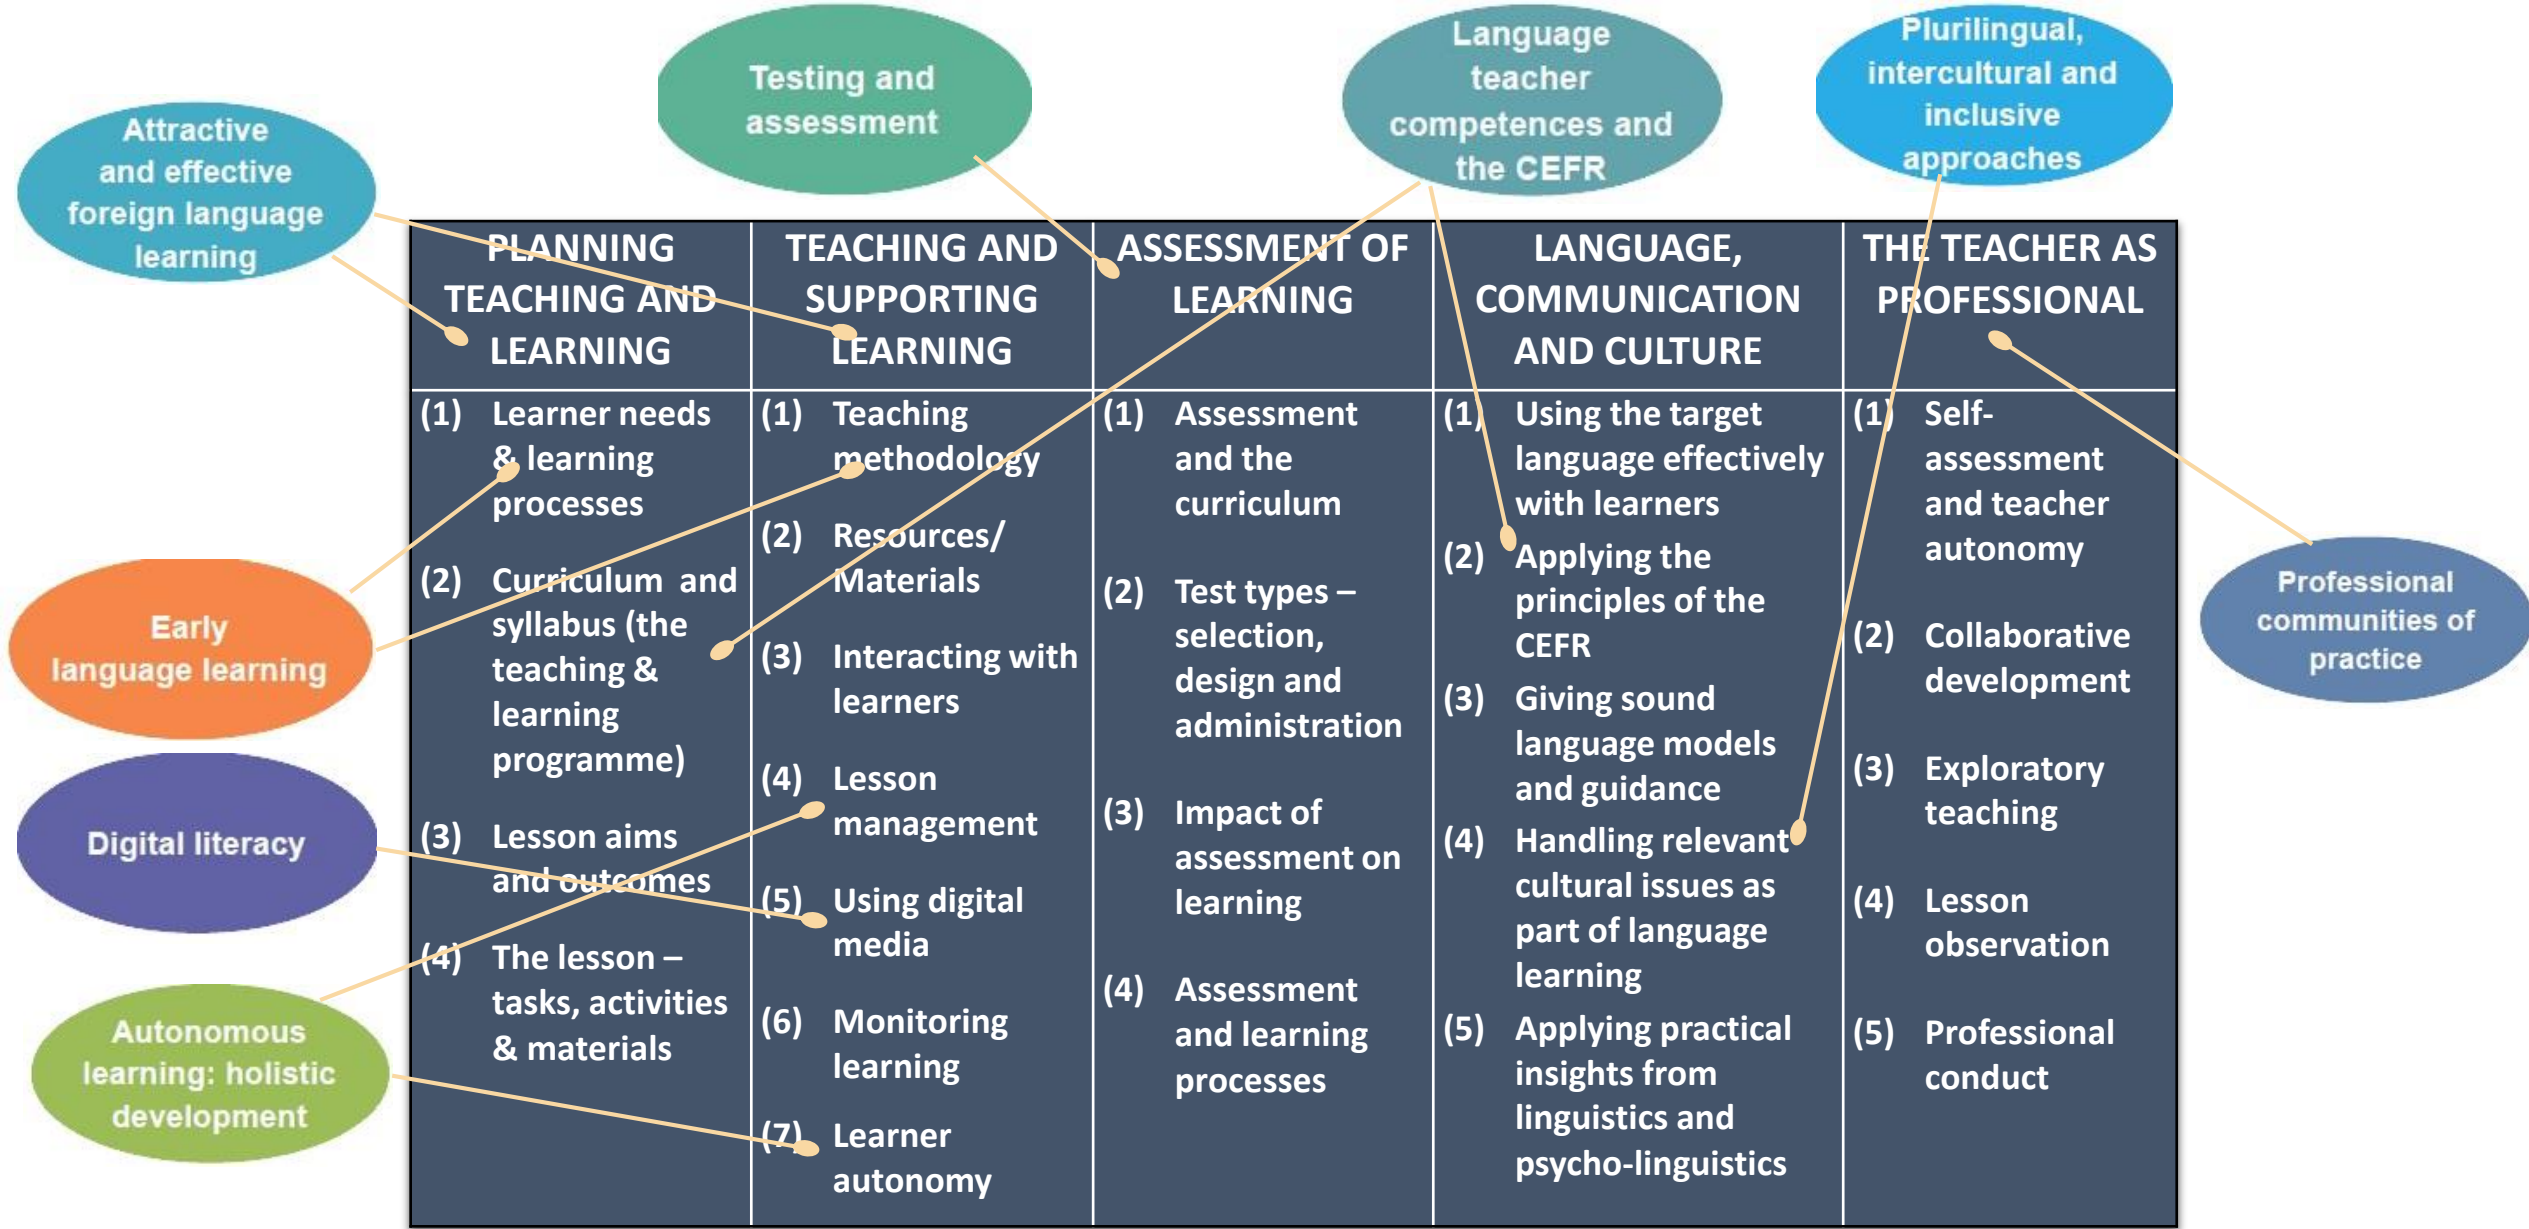 Testing and
assessment
Language
teacher
competences and
the CEFR
Plurilingual,
intercultural and
inclusive
approaches
Attractive
and effective
foreign language
learning
PLANNING
TEACHING AND
LEARNING
TEACHING AND
SUPPORTING
LEARNING
ASSESSMENT OF
LEARNING
LANGUAGE,
COMMUNICATION
AND CULTURE
THE TEACHER AS
PROFESSIONAL
(1) Learner needs
& learning
processes
(2) Curriculum and
syllabus (the
teaching &
learning
programme)
(3) Lesson aims
and outcomes
(4) The lesson –
tasks, activities
& materials
(1) Teaching
methodology
(2) Resources/
Materials
(3) Interacting with
learners
(4) Lesson
management
(5) Using digital
media
(6) Monitoring
learning
(7) Learner
autonomy
(1) Assessment
and the
curriculum
(2) Test types –
selection,
design and
administration
(3) Impact of
assessment on
learning
(4) Assessment
and learning
processes
(1) Using the target
language effectively
with learners
(2) Applying the
principles of the
CEFR
(3) Giving sound
language models
and guidance
(4) Handling relevant
cultural issues as
part of language
learning
(5) Applying practical
insights from
linguistics and
psycho-linguistics
(1) Self-
assessment
and teacher
autonomy
(2) Collaborative
development
(3) Exploratory
teaching
(4) Lesson
observation
(5) Professional
conduct
Early
language learning
Digital literacy
Autonomous
learning: holistic
development
Professional
communities of
practice